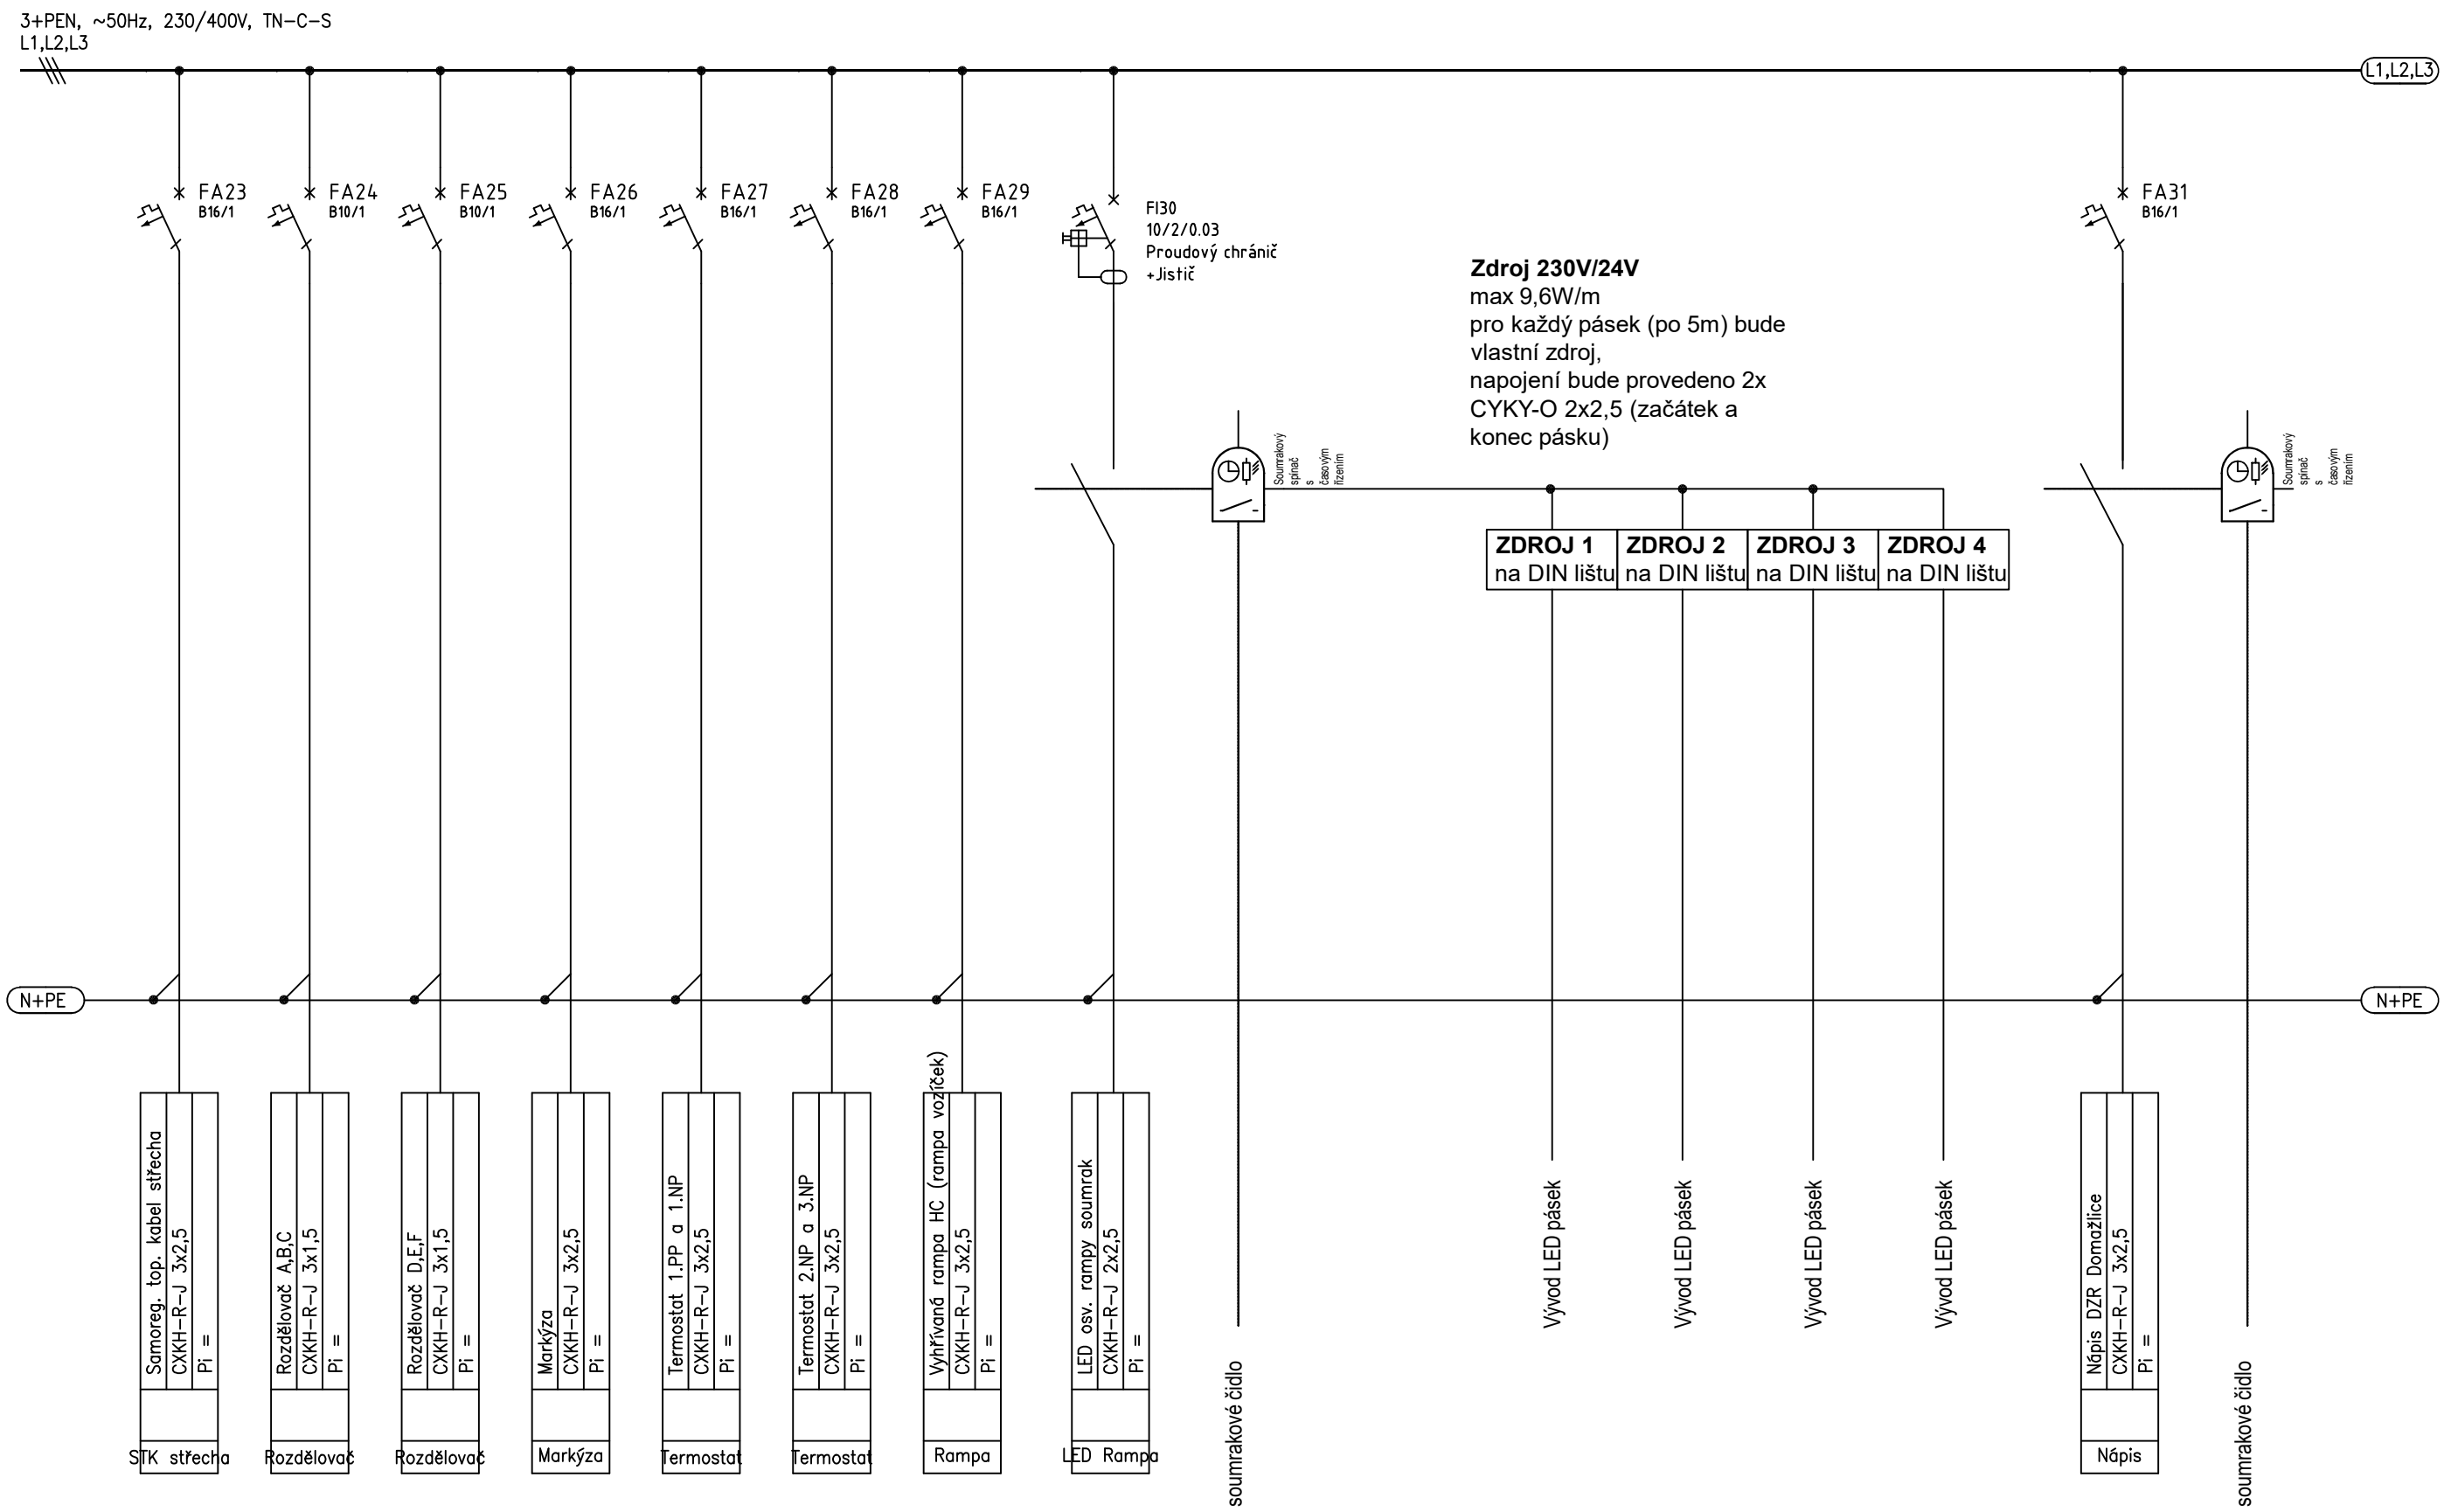 3+PEN, ~50Hz, 230/400V, TN-C-S
L1,L2,L3
L1,L2,L3
FA23
B16/1
FA24
B10/1
FA25
B10/1
FA26
B16/1
FA27
B16/1
FA28
B16/1
FA29
B16/1
FI30
10/2/0.03
Proudový chránič
+Jistič
FA31
B16/1
Zdroj 230V/24V
max 9,6W/m
pro každý pásek (po 5m) bude
vlastní zdroj,
napojení bude provedeno 2x
CYKY-O 2x2,5 (začátek a
konec pásku)
Soumrakový
spínač
s
časovým
řízením
Soumrakový
spínač
s
časovým
řízením
ZDROJ 1
na DIN lištu
ZDROJ 2
na DIN lištu
ZDROJ 3
na DIN lištu
ZDROJ 4
na DIN lištu
N+PE
N+PE
Samoreg. top. kabel střecha
CXKH-R-J 3x2,5
Pi =
STK střecha
Rozdělovač A,B,C
CXKH-R-J 3x1,5
Pi =
Rozdělovač
Rozdělovač D,E,F
CXKH-R-J 3x1,5
Pi =
Rozdělovač
Markýza
CXKH-R-J 3x2,5
Pi =
Markýza
Termostat 1.PP a 1.NP
CXKH-R-J 3x2,5
Pi =
Termostat
Termostat 2.NP a 3.NP
CXKH-R-J 3x2,5
Pi =
Termostat
Vyhřívaná rampa HC (rampa vozíček)
CXKH-R-J 3x2,5
Pi =
Rampa
LED osv. rampy soumrak
CXKH-R-J 2x2,5
Pi =
LED Rampa
soumrakové čidlo
Vývod LED pásek
Vývod LED pásek
Vývod LED pásek
Vývod LED pásek
Nápis DZR Domažlice
CXKH-R-J 3x2,5
Pi =
Nápis
soumrakové čidlo